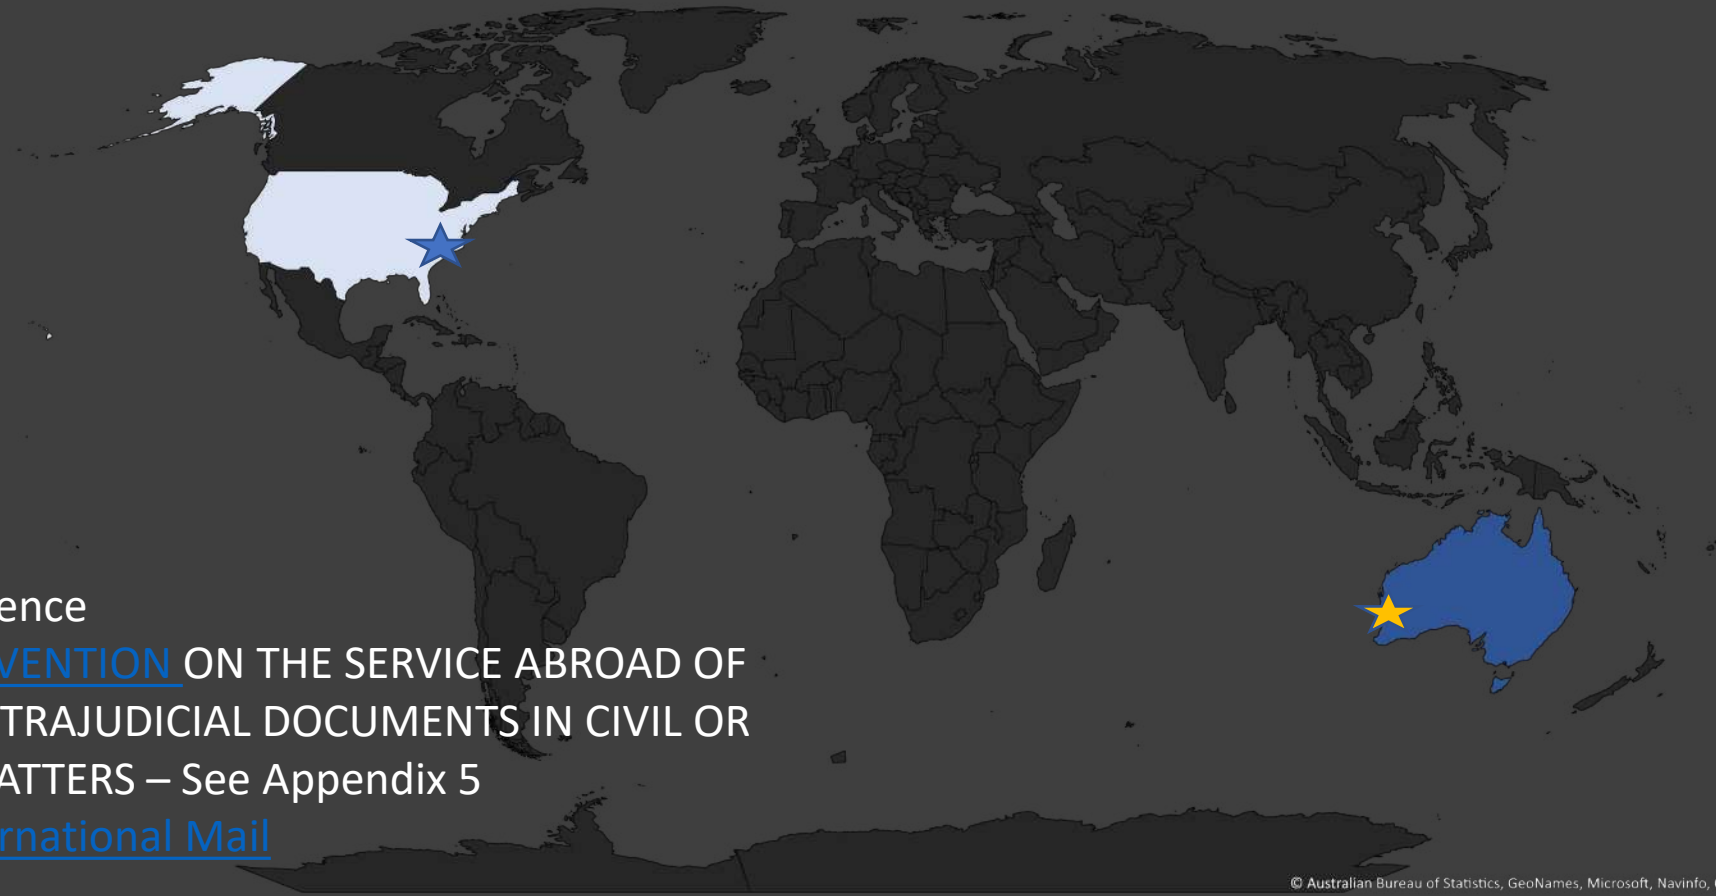 ence
VENTION ON THE SERVICE ABROAD OF
TRAJUDICIAL DOCUMENTS IN CIVIL OR
ATTERS – See Appendix 5
rnational Mail
© Australian Bureau of Statistics, GeoNames, Microsoft, Navinfo,